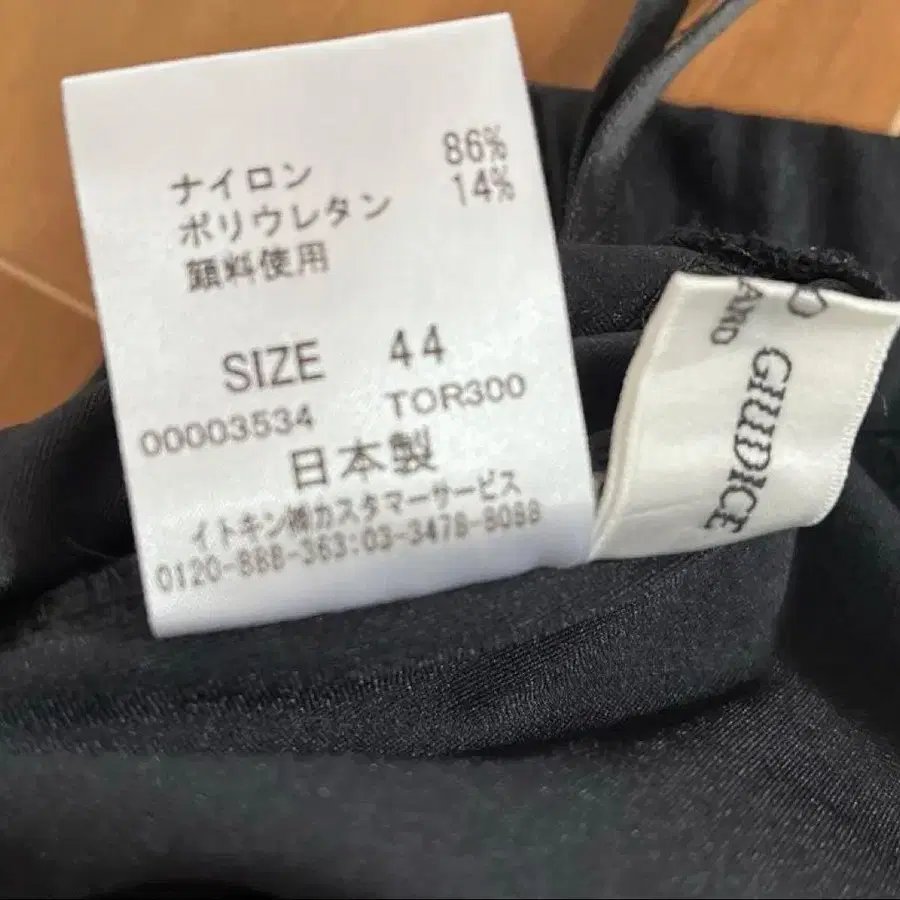 ナイロン 86%
ポリウレタン 14%
顔料使用
SIZE 44
00003534 TOR300
日本製
イトキン㈱カスタマーサービス
0120-888-363:03-3478-8088
GIUDICE
AND